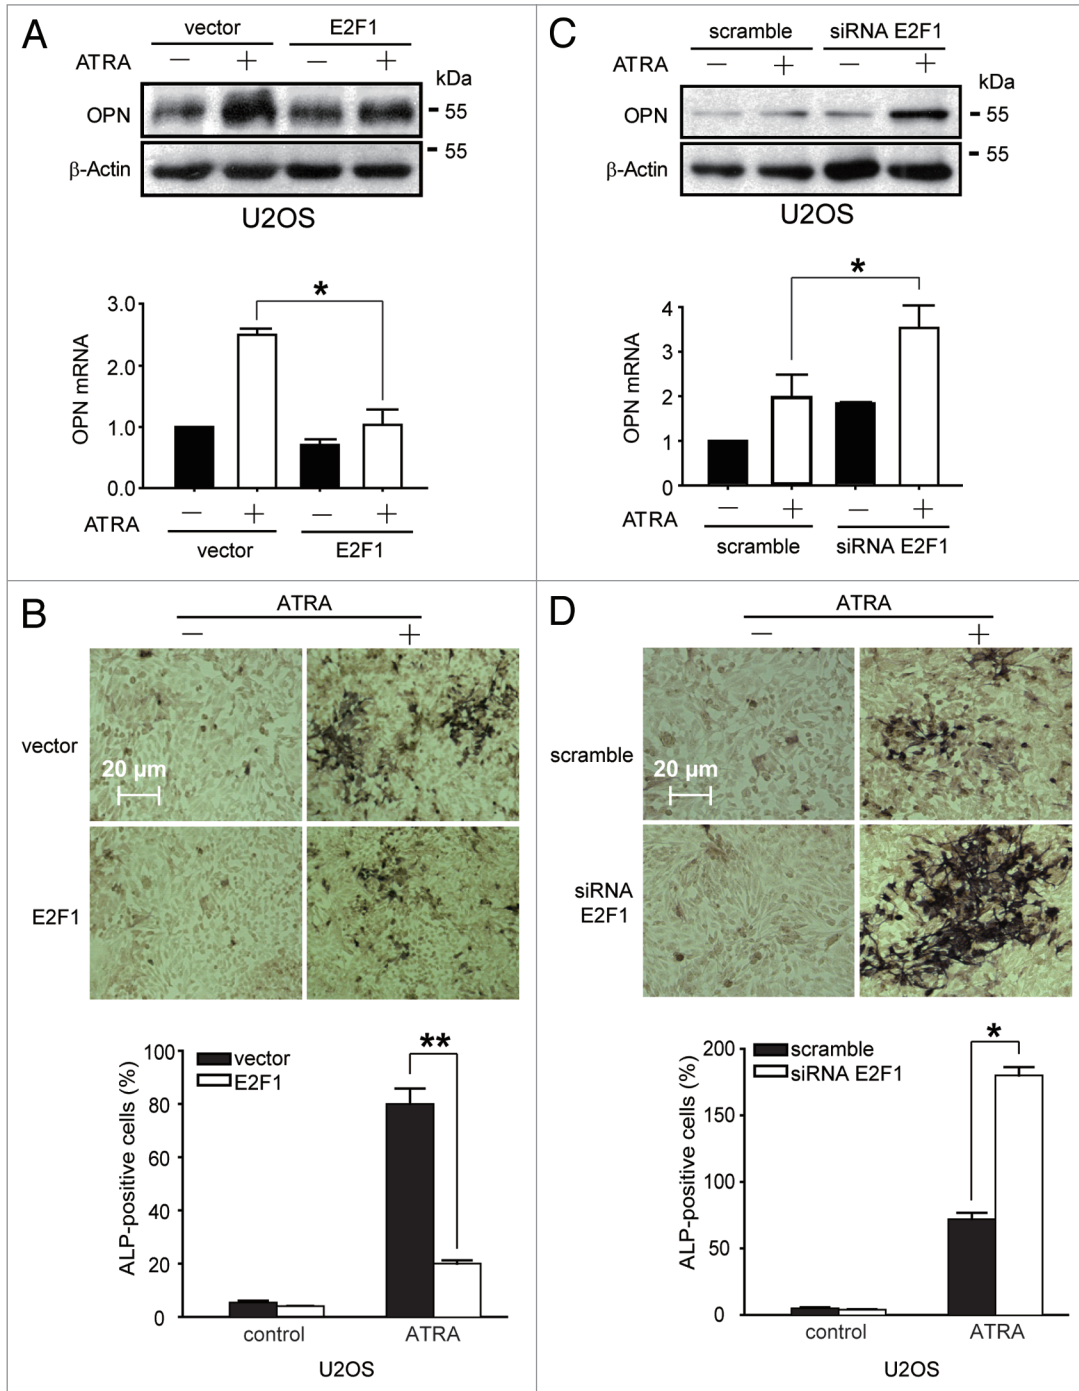 A
vector E2F1
ATRA − + − +
kDa
OPN - 55
- 55
β-Actin
U2OS
*
3.0
2.0
1.0
0.0
OPN mRNA
ATRA − + − +
vector E2F1
C
scramble siRNA E2F1
ATRA − + − +
kDa
OPN - 55
- 55
β-Actin
U2OS
*
4
3
2
1
0
OPN mRNA
ATRA − + − +
scramble siRNA E2F1
B
ATRA
− +
vector
20 µm
E2F1
100
80
60
40
20
0
ALP-positive cells (%)
vector
E2F1
**
control ATRA
U2OS
D
ATRA
− +
scramble
20 µm
siRNA
E2F1
200
150
100
50
0
ALP-positive cells (%)
scramble
siRNA E2F1
*
control ATRA
U2OS